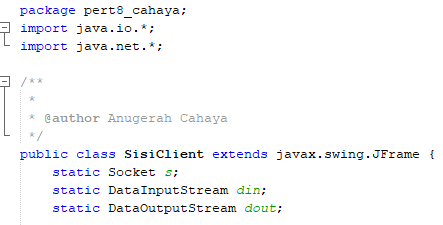 package pert8_cahaya;
import java.io.*;
import java.net.*;
/**
 *
 * @author Anugerah Cahaya
 */
public class SisiClient extends javax.swing.JFrame {
    static Socket s;
    static DataInputStream din;
    static DataOutputStream dout;